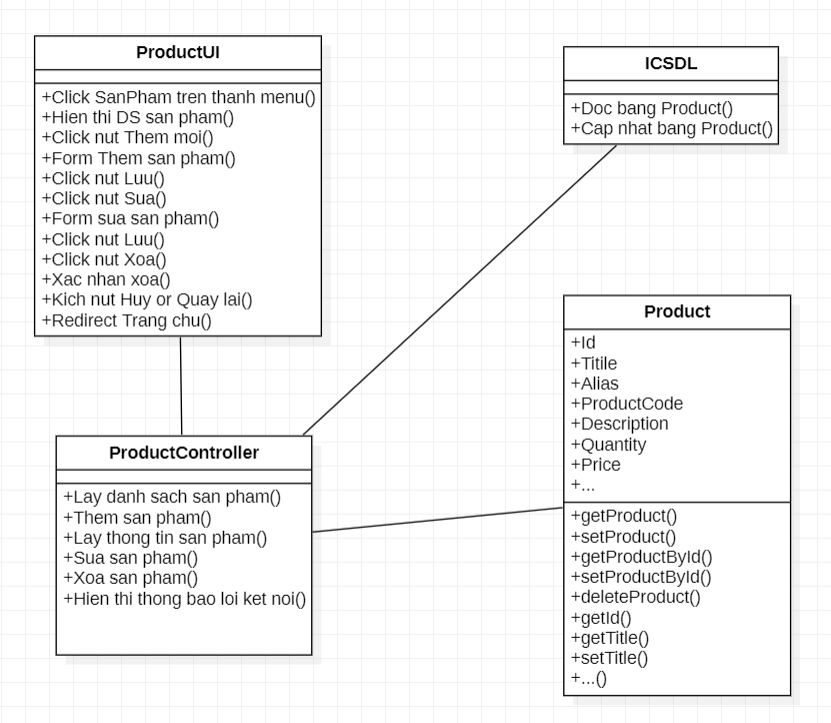 ProductUI
+Click SanPham tren thanh menu()
+Hien thi DS san pham()
+Click nut Them moi()
+Form Them san pham()
+Click nut Luu()
+Click nut Sua()
+Form sua san pham()
+Click nut Luu()
+Click nut Xoa()
+Xac nhan xoa()
+Kich nut Huy or Quay lai()
+Redirect Trang chu()
ICSDL
+Doc bang Product()
+Cap nhat bang Product()
ProductController
+Lay danh sach san pham()
+Them san pham()
+Lay thong tin san pham()
+Sua san pham()
+Xoa san pham()
+Hien thi thong bao loi ket noi()
Product
+Id
+Titile
+Alias
+ProductCode
+Description
+Quantity
+Price
+...
+getProduct()
+setProduct()
+getProductById()
+setProductById()
+deleteProduct()
+getId()
+getTitle()
+setTitle()
+...()